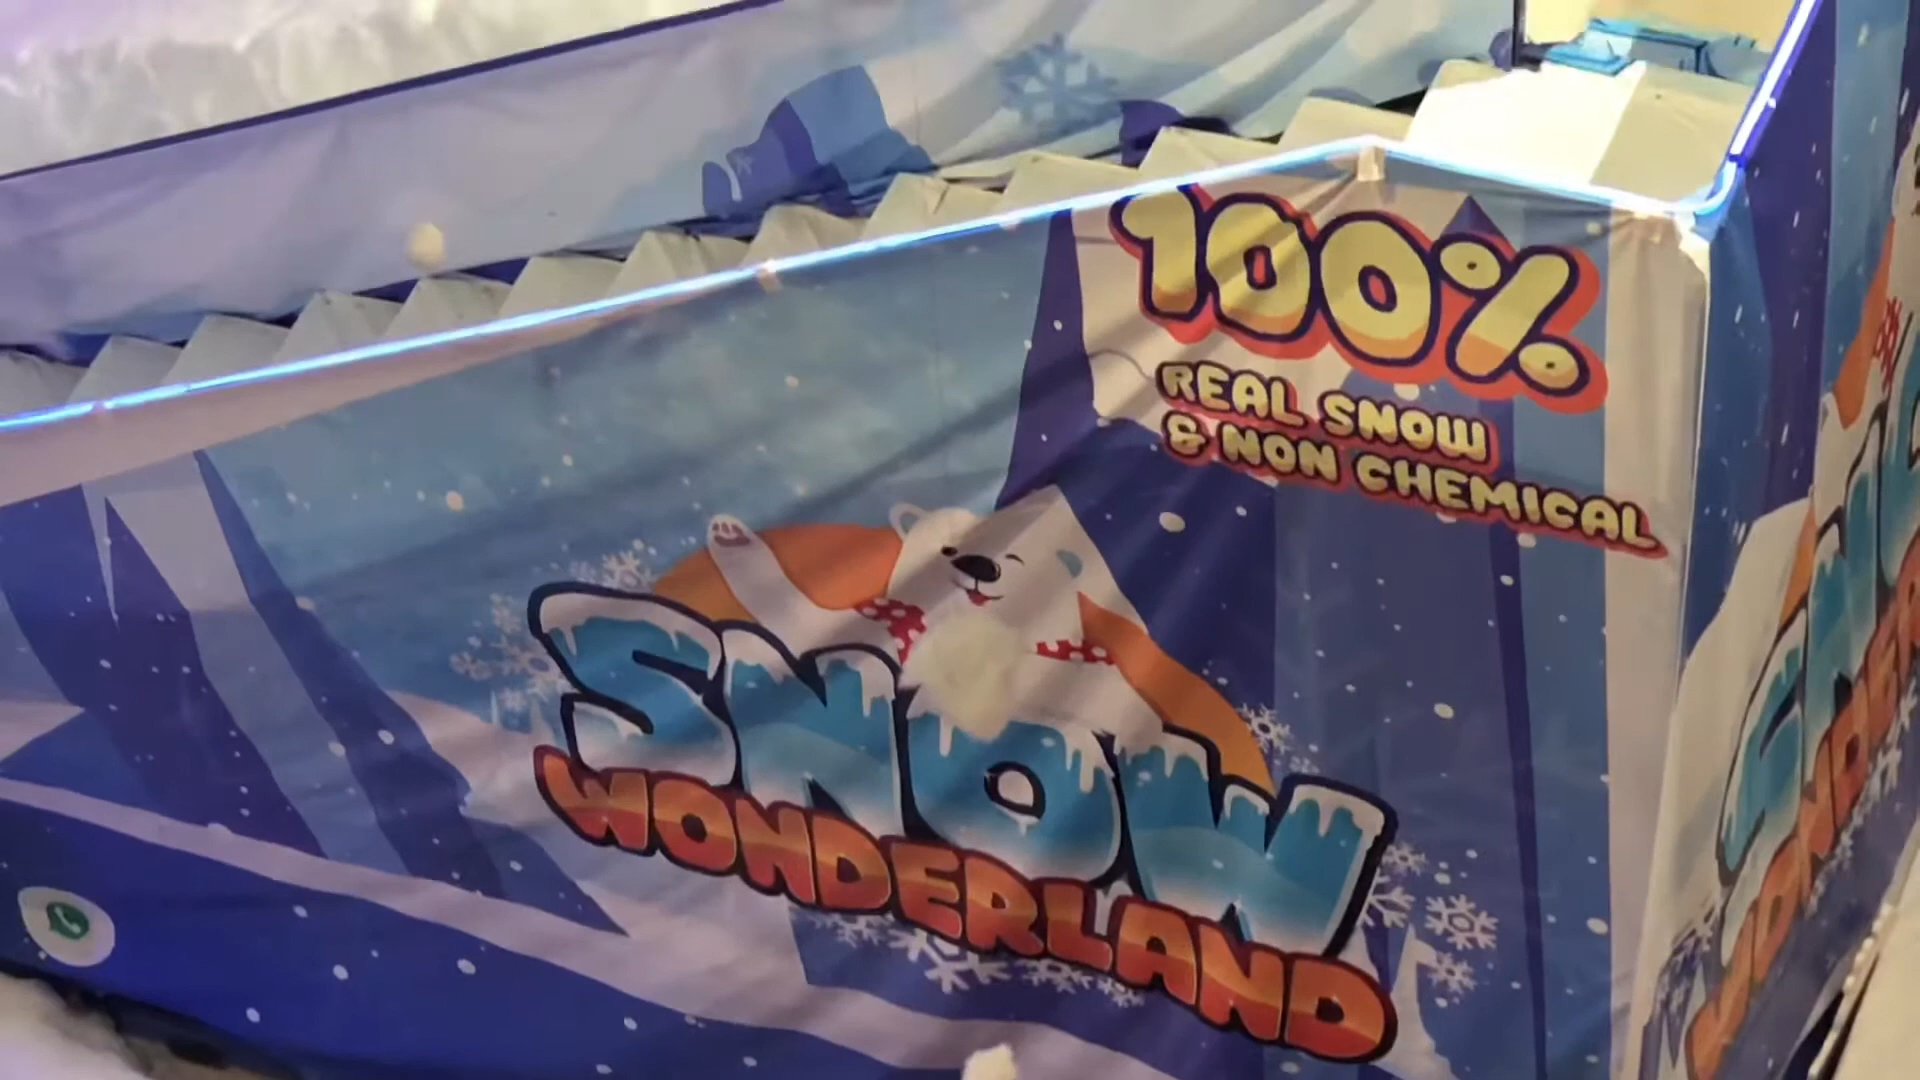 100%
REAL SNOW
& NON CHEMICAL
SNOW
WONDERLAND